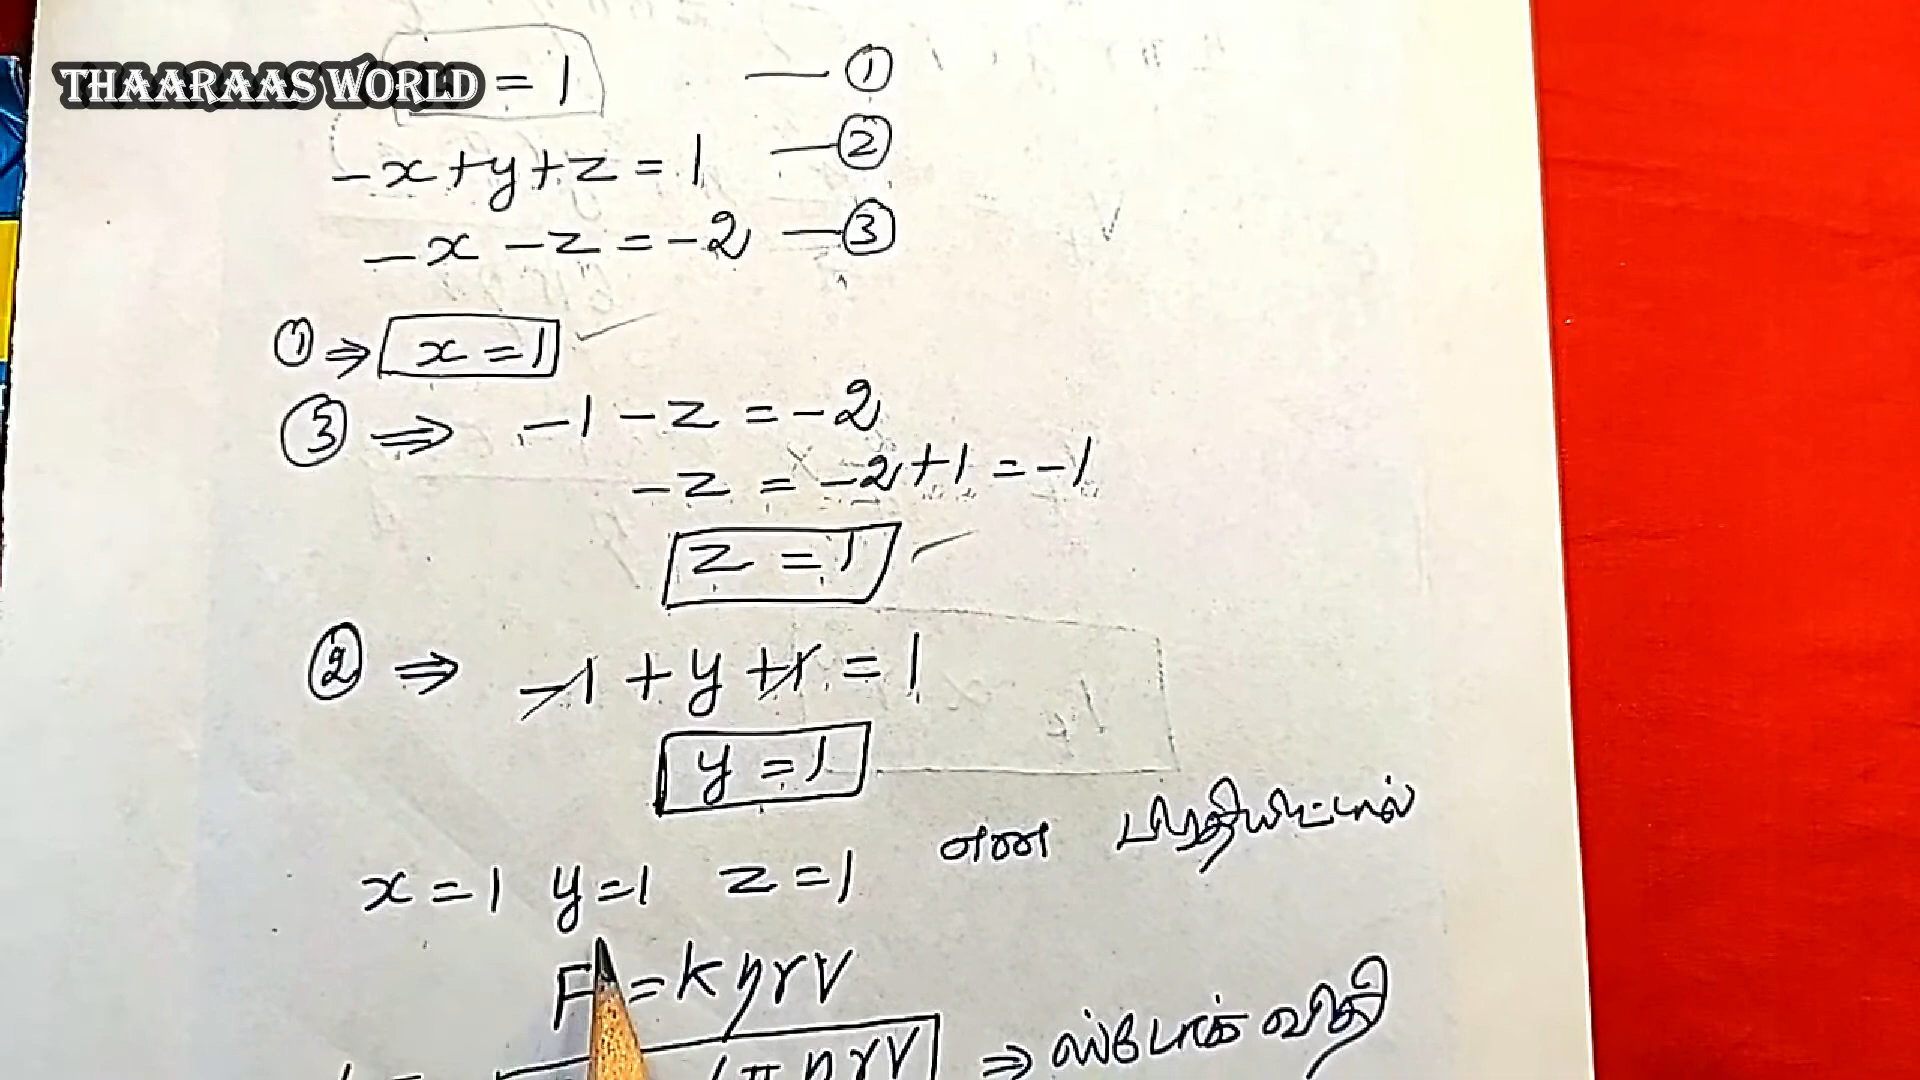 THAARAAS WORLD = 1 — ①
-x+y+z = 1 — ②
-x - z = -2 — ③
① ⇒ x = 1
③ ⇒ -1 - z = -2
-z = -2+1 = -1
z = 1
② ⇒ -1 + y + 1 = 1
y = 1
x = 1 y = 1 z = 1 என பிரதியிட்டால்
F = kηrv
πηrv ⇒ ஸ்டோக் விதி